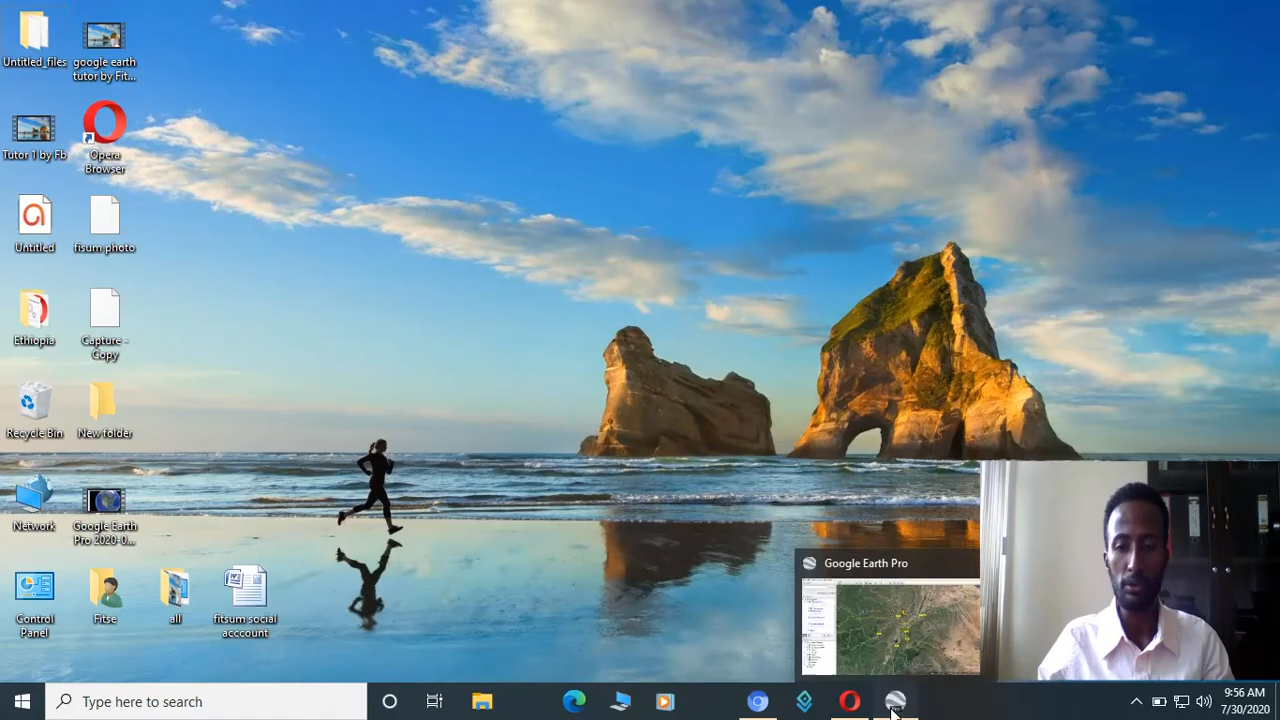 Untitled_files
google earth
tutor by Fit...
Tutor 1 by Fb
Opera
Browser
Untitled
fisum photo
Ethiopia
Capture -
Copy
Recycle Bin
New folder
Network
Google Earth
Pro 2020-0...
Control
Panel
all
fitsum social
acccount
Google Earth Pro
Type here to search
9:56 AM
7/30/2020